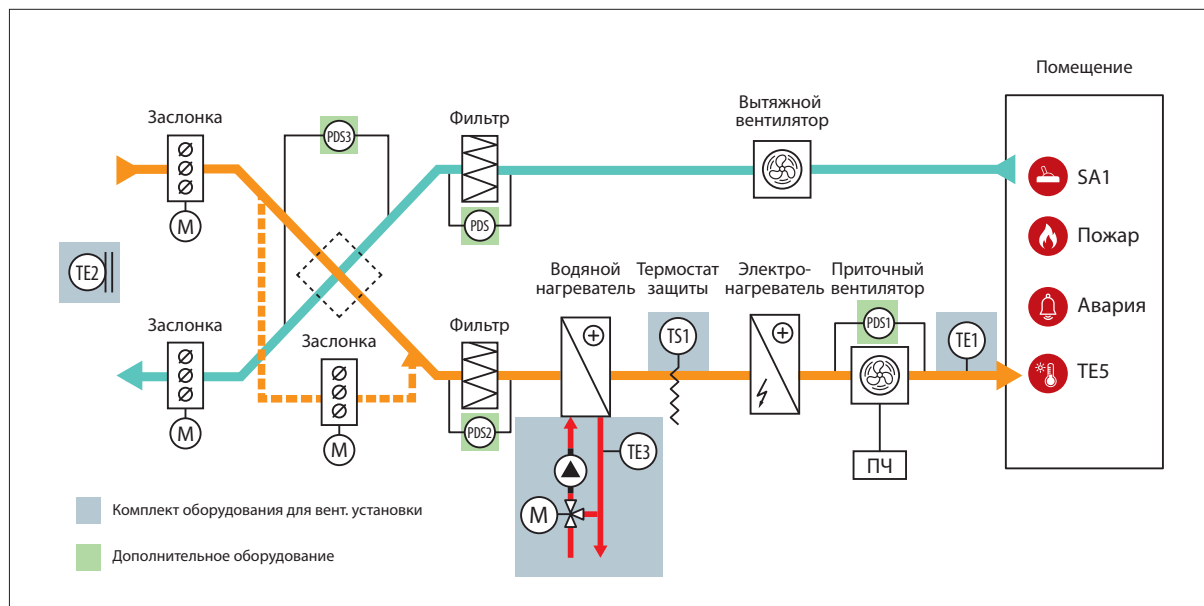 Помещение
Заслонка
PDS3
Фильтр
Вытяжной
вентилятор
SA1
M
PDS
Пожар
TE2
Водяной
нагреватель
Термостат
защиты
Электро-
нагреватель
Приточный
вентилятор
Авария
Заслонка
Заслонка
Фильтр
TS1
PDS1
TE1
TE5
M
M
PDS2
TE3
ПЧ
M
Комплект оборудования для вент. установки
Дополнительное оборудование